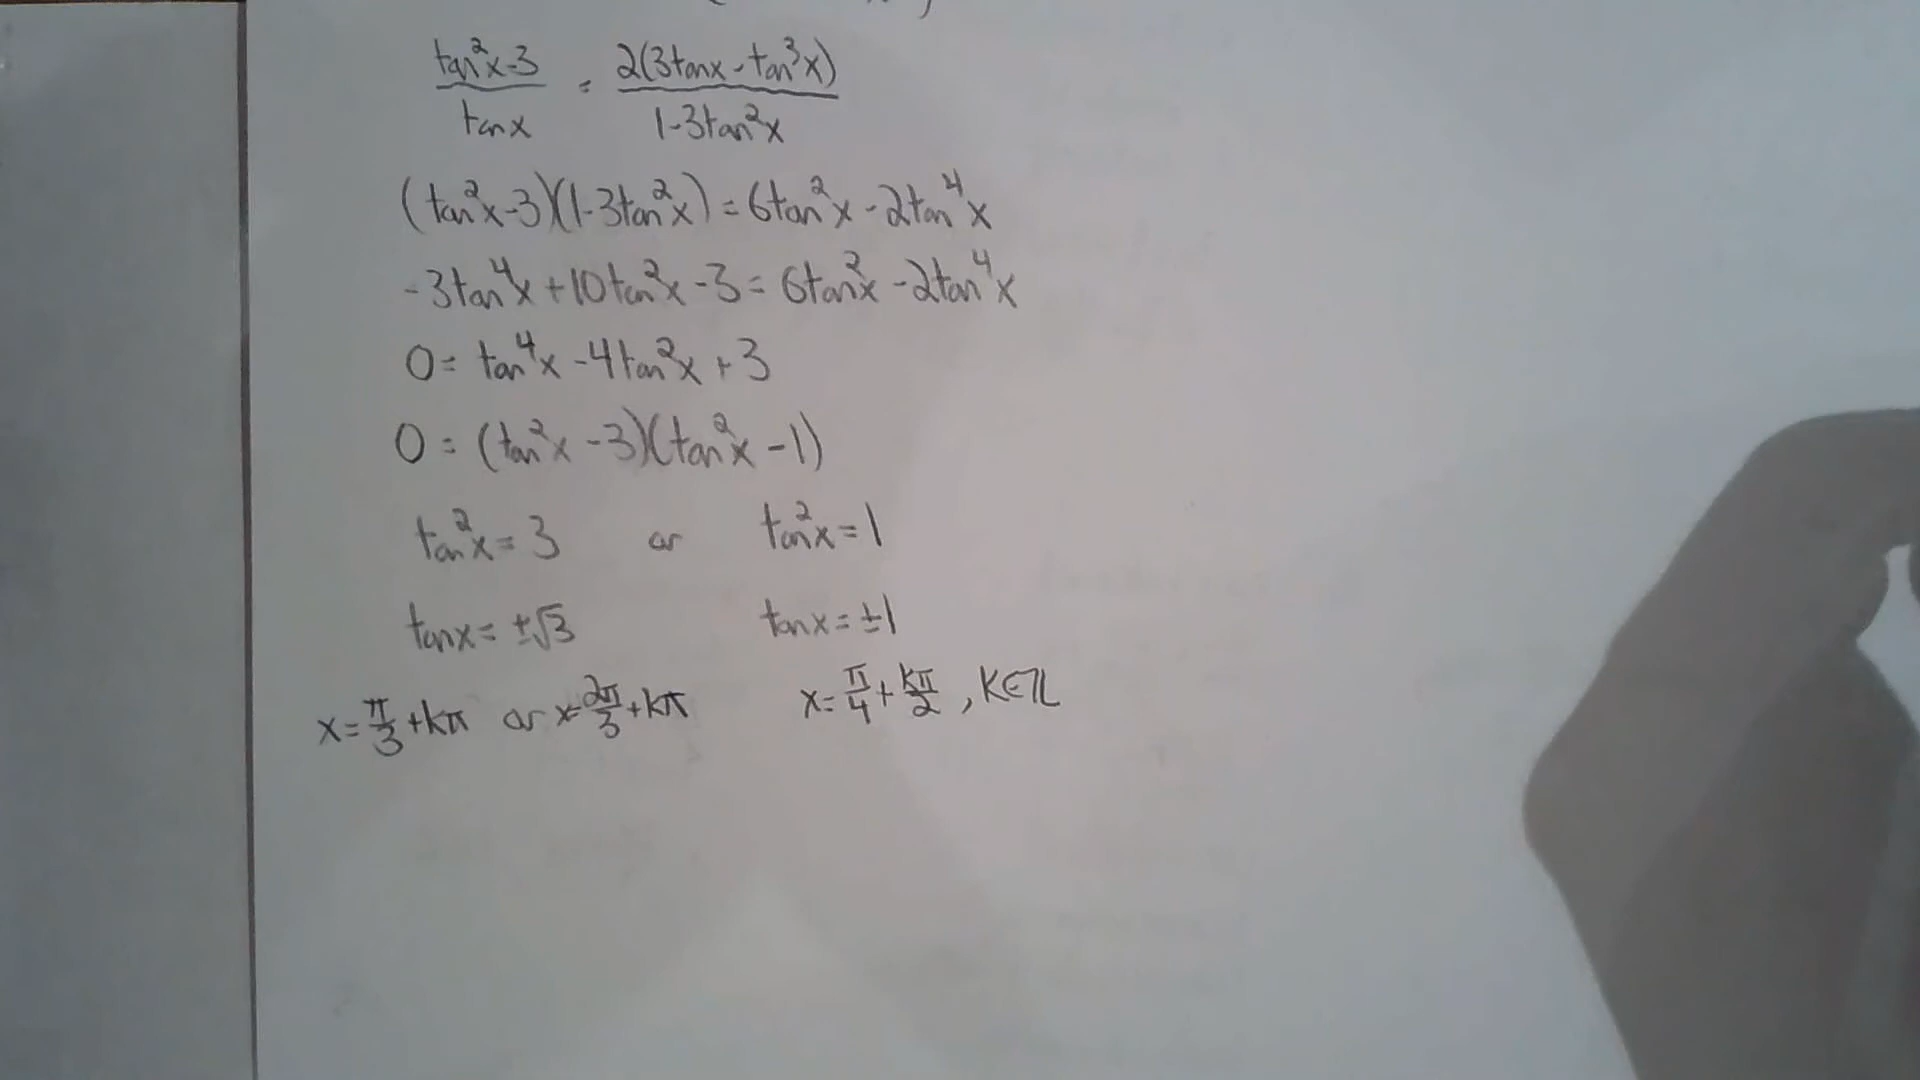 (tan²x-3)/(tanx) = (2(3tanx-tan³x))/(1-3tan²x)
(tan²x-3)(1-3tan²x)=6tan²x-2tan⁴x
-3tan⁴x+10tan²x-3=6tan²x-2tan⁴x
0=tan⁴x-4tan²x+3
0=(tan²x-3)(tan²x-1)
tan²x=3 or tan²x=1
tanx=±√3 tanx=±1
x=π/3+kπ or x=2π/3+kπ x=π/4+kπ/2, k∈ℤ